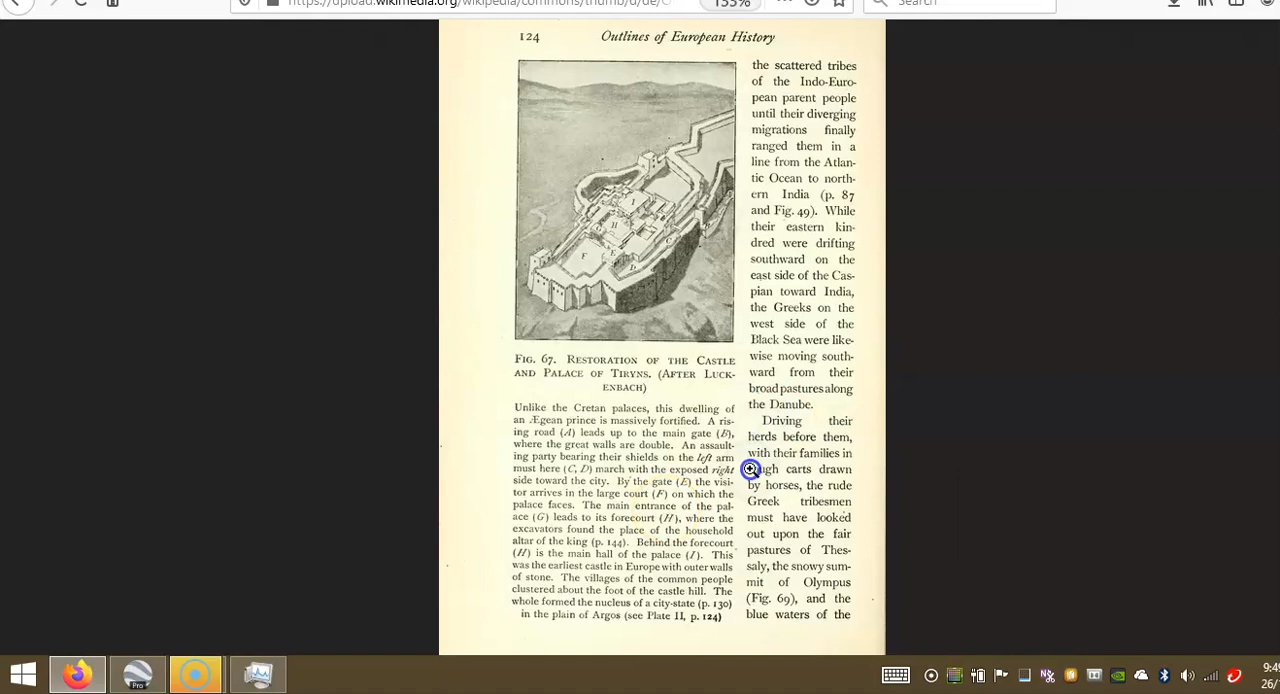 https://upload.wikimedia.org/wikipedia/commons/thumb/d/de/
155%
Search
124
Outlines of European History
I
H
F
E
D
C
FIG. 67. RESTORATION OF THE CASTLE
AND PALACE OF TIRYNS. (AFTER LUCK-
ENBACH)
Unlike the Cretan palaces, this dwelling of
an Ægean prince is massively fortified. A ris-
ing road (A) leads up to the main gate (B),
where the great walls are double. An assault-
ing party bearing their shields on the left arm
must here (C, D) march with the exposed right
side toward the city. By the gate (E) the visi-
tor arrives in the large court (F) on which the
palace faces. The main entrance of the pal-
ace (G) leads to its forecourt (H), where the
excavators found the place of the household
altar of the king (p. 144). Behind the forecourt
(H) is the main hall of the palace (I). This
was the earliest castle in Europe with outer walls
of stone. The villages of the common people
clustered about the foot of the castle hill. The
whole formed the nucleus of a city-state (p. 130)
in the plain of Argos (see Plate II, p. 124)
the scattered tribes
of the Indo-Euro-
pean parent people
until their diverging
migrations finally
ranged them in a
line from the Atlan-
tic Ocean to north-
ern India (p. 87
and Fig. 49). While
their eastern kin-
dred were drifting
southward on the
east side of the Cas-
pian toward India,
the Greeks on the
west side of the
Black Sea were like-
wise moving south-
ward from their
broad pastures along
the Danube.
Driving their
herds before them,
with their families in
carts drawn
by horses, the rude
Greek tribesmen
must have looked
out upon the fair
pastures of Thes-
saly, the snowy sum-
mit of Olympus
(Fig. 69), and the
blue waters of the
Pro
9:4
26/